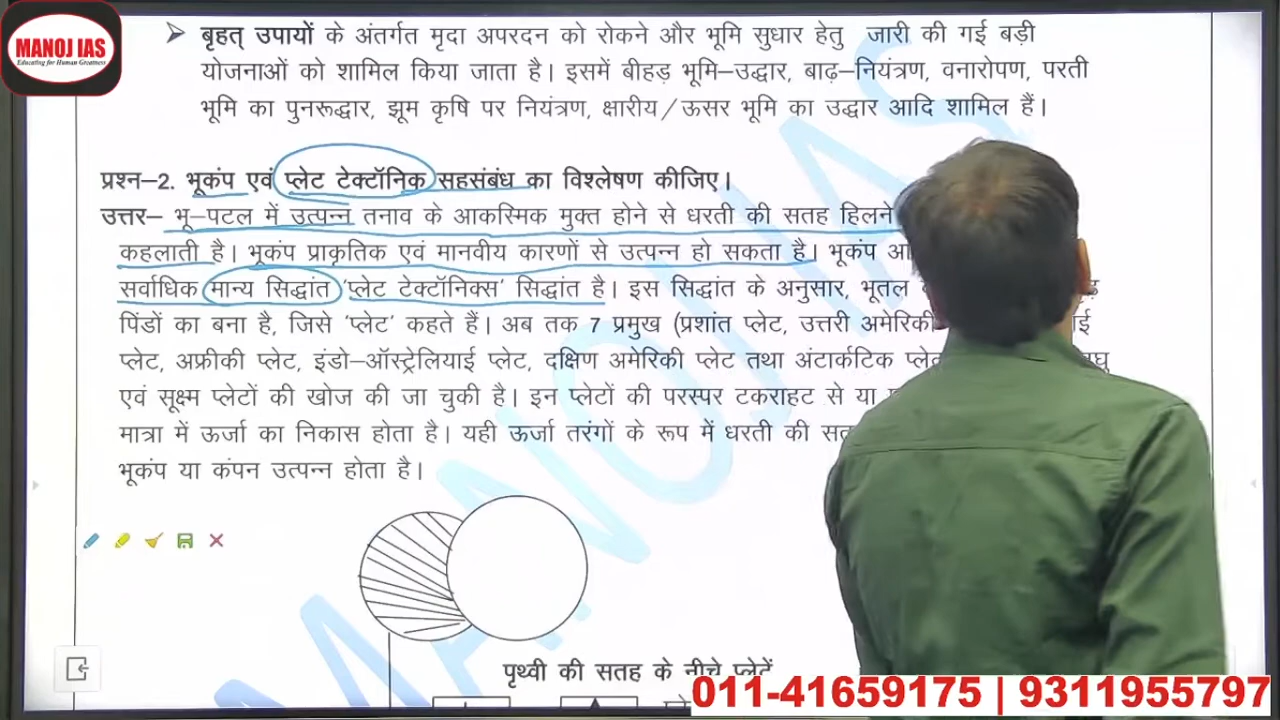 MANOJ IAS
Educating for Human Greatness
➤ बृहत् उपायों के अंतर्गत मृदा अपरदन को रोकने और भूमि सुधार हेतु जारी की गई बड़ी
योजनाओं को शामिल किया जाता है। इसमें बीहड़ भूमि–उद्धार, बाढ़–नियंत्रण, वनारोपण, परती
भूमि का पुनरूद्धार, झूम कृषि पर नियंत्रण, क्षारीय/ऊसर भूमि का उद्धार आदि शामिल हैं।
प्रश्न–2. भूकंप एवं प्लेट टेक्टॉनिक सहसंबंध का विश्लेषण कीजिए।
उत्तर– भू–पटल में उत्पन्न तनाव के आकस्मिक मुक्त होने से धरती की सतह हिलने
कहलाती है। भूकंप प्राकृतिक एवं मानवीय कारणों से उत्पन्न हो सकता है। भूकंप
सर्वाधिक मान्य सिद्धांत 'प्लेट टेक्टॉनिक्स' सिद्धांत है। इस सिद्धांत के अनुसार, भूतल
पिंडों का बना है, जिसे 'प्लेट' कहते हैं। अब तक 7 प्रमुख (प्रशांत प्लेट, उत्तरी
प्लेट, अफ्रीकी प्लेट, इंडो–ऑस्ट्रेलियाई प्लेट, दक्षिण अमेरिकी प्लेट तथा अंटार्कटिक
एवं सूक्ष्म प्लेटों की खोज की जा चुकी है। इन प्लेटों की परस्पर टकराहट से या
मात्रा में ऊर्जा का निकास होता है। यही ऊर्जा तरंगों के रूप में धरती की
भूकंप या कंपन उत्पन्न होता है।
पृथ्वी की सतह के नीचे प्लेटें
011-41659175 | 9311955797
MANOJ IAS